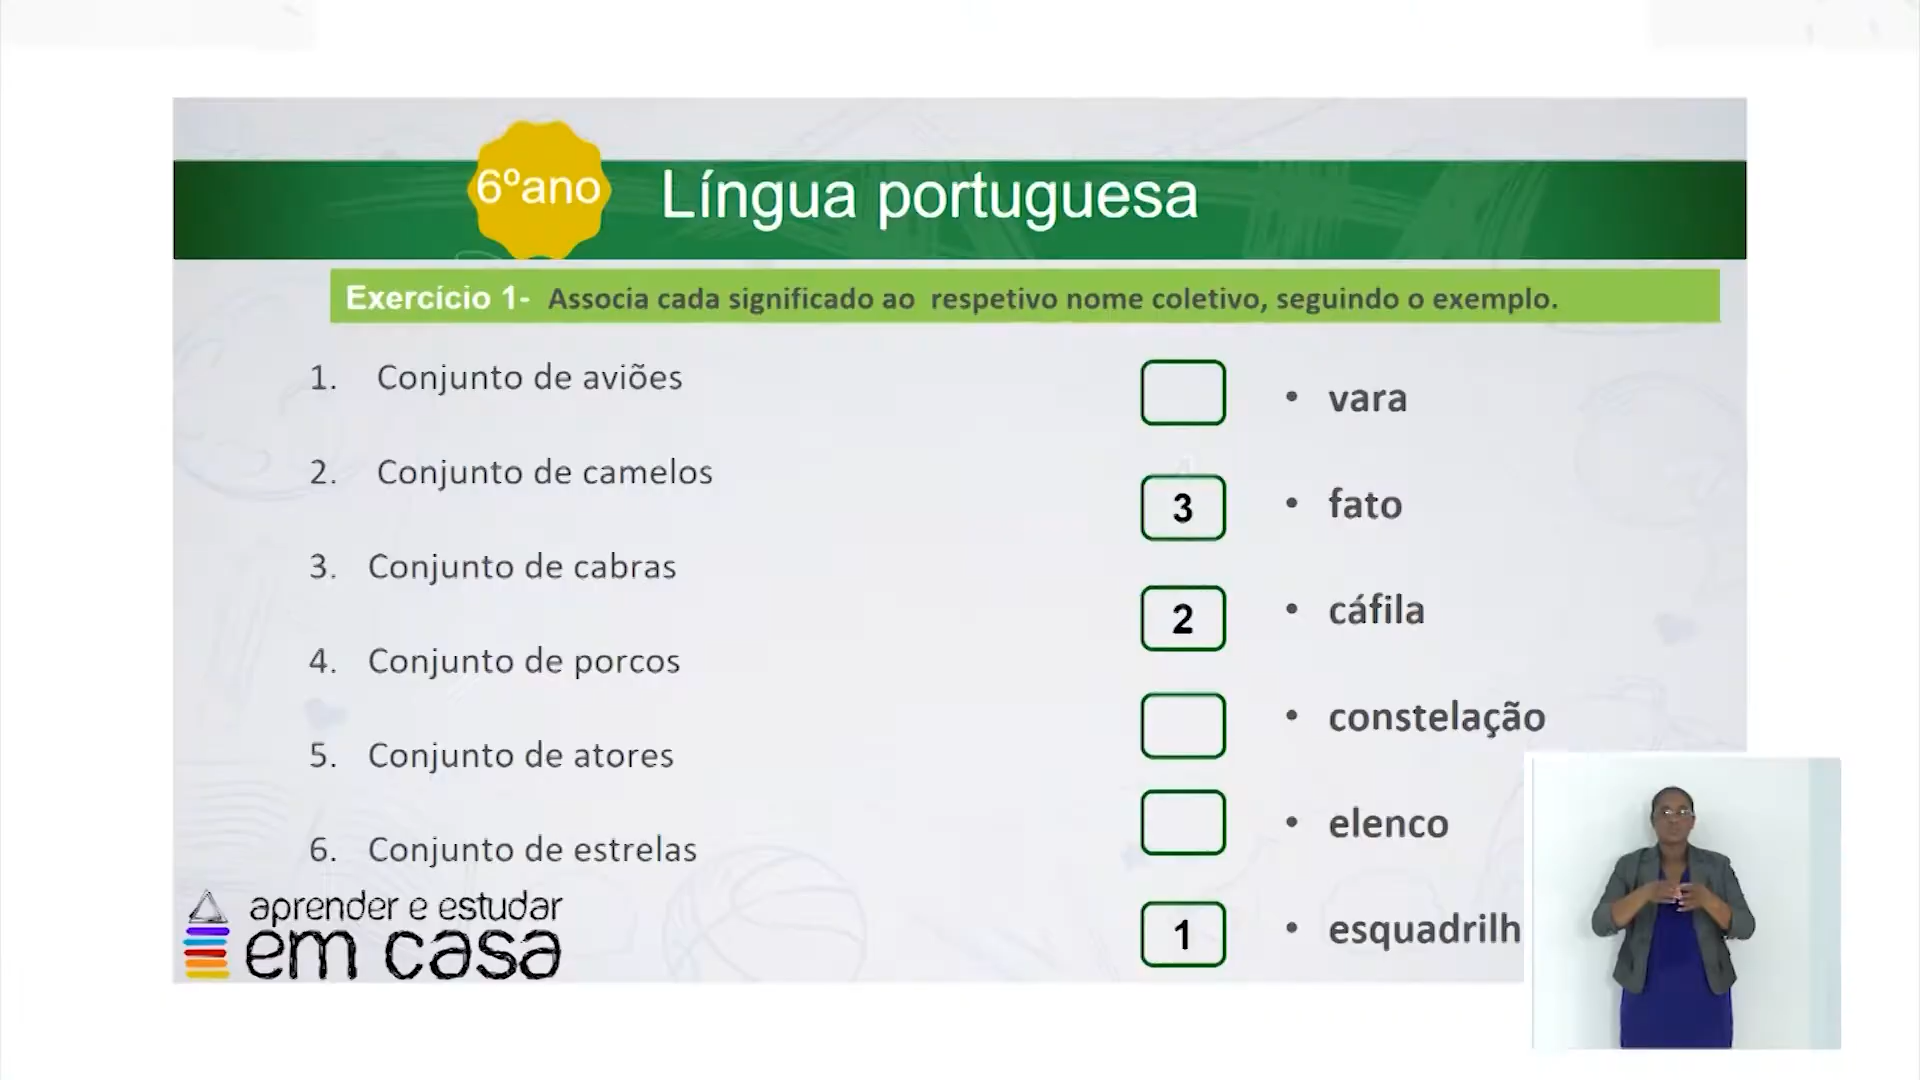 6ºano
Língua portuguesa
Exercício 1- Associa cada significado ao respetivo nome coletivo, seguindo o exemplo.
1. Conjunto de aviões
2. Conjunto de camelos
3. Conjunto de cabras
4. Conjunto de porcos
5. Conjunto de atores
6. Conjunto de estrelas
• vara
3 • fato
2 • cáfila
• constelação
• elenco
1 • esquadrilh
aprender e estudar
em casa